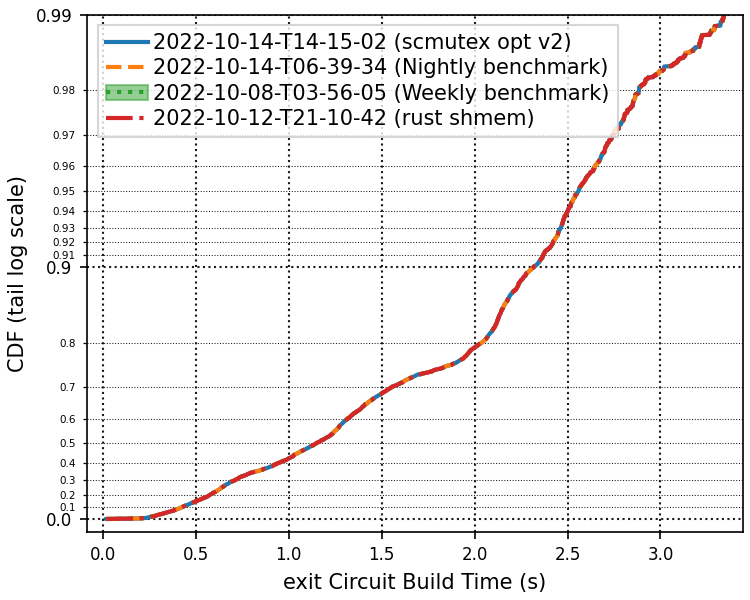 0.99
2022-10-14-T14-15-02 (scmutex opt v2)
2022-10-14-T06-39-34 (Nightly benchmark)
2022-10-08-T03-56-05 (Weekly benchmark)
2022-10-12-T21-10-42 (rust shmem)
0.98
0.97
0.96
0.95
0.94
0.93
0.92
0.91
0.9
0.8
0.7
0.6
0.5
0.4
0.3
0.2
0.1
0.0
CDF (tail log scale)
0.0 0.5 1.0 1.5 2.0 2.5 3.0
exit Circuit Build Time (s)